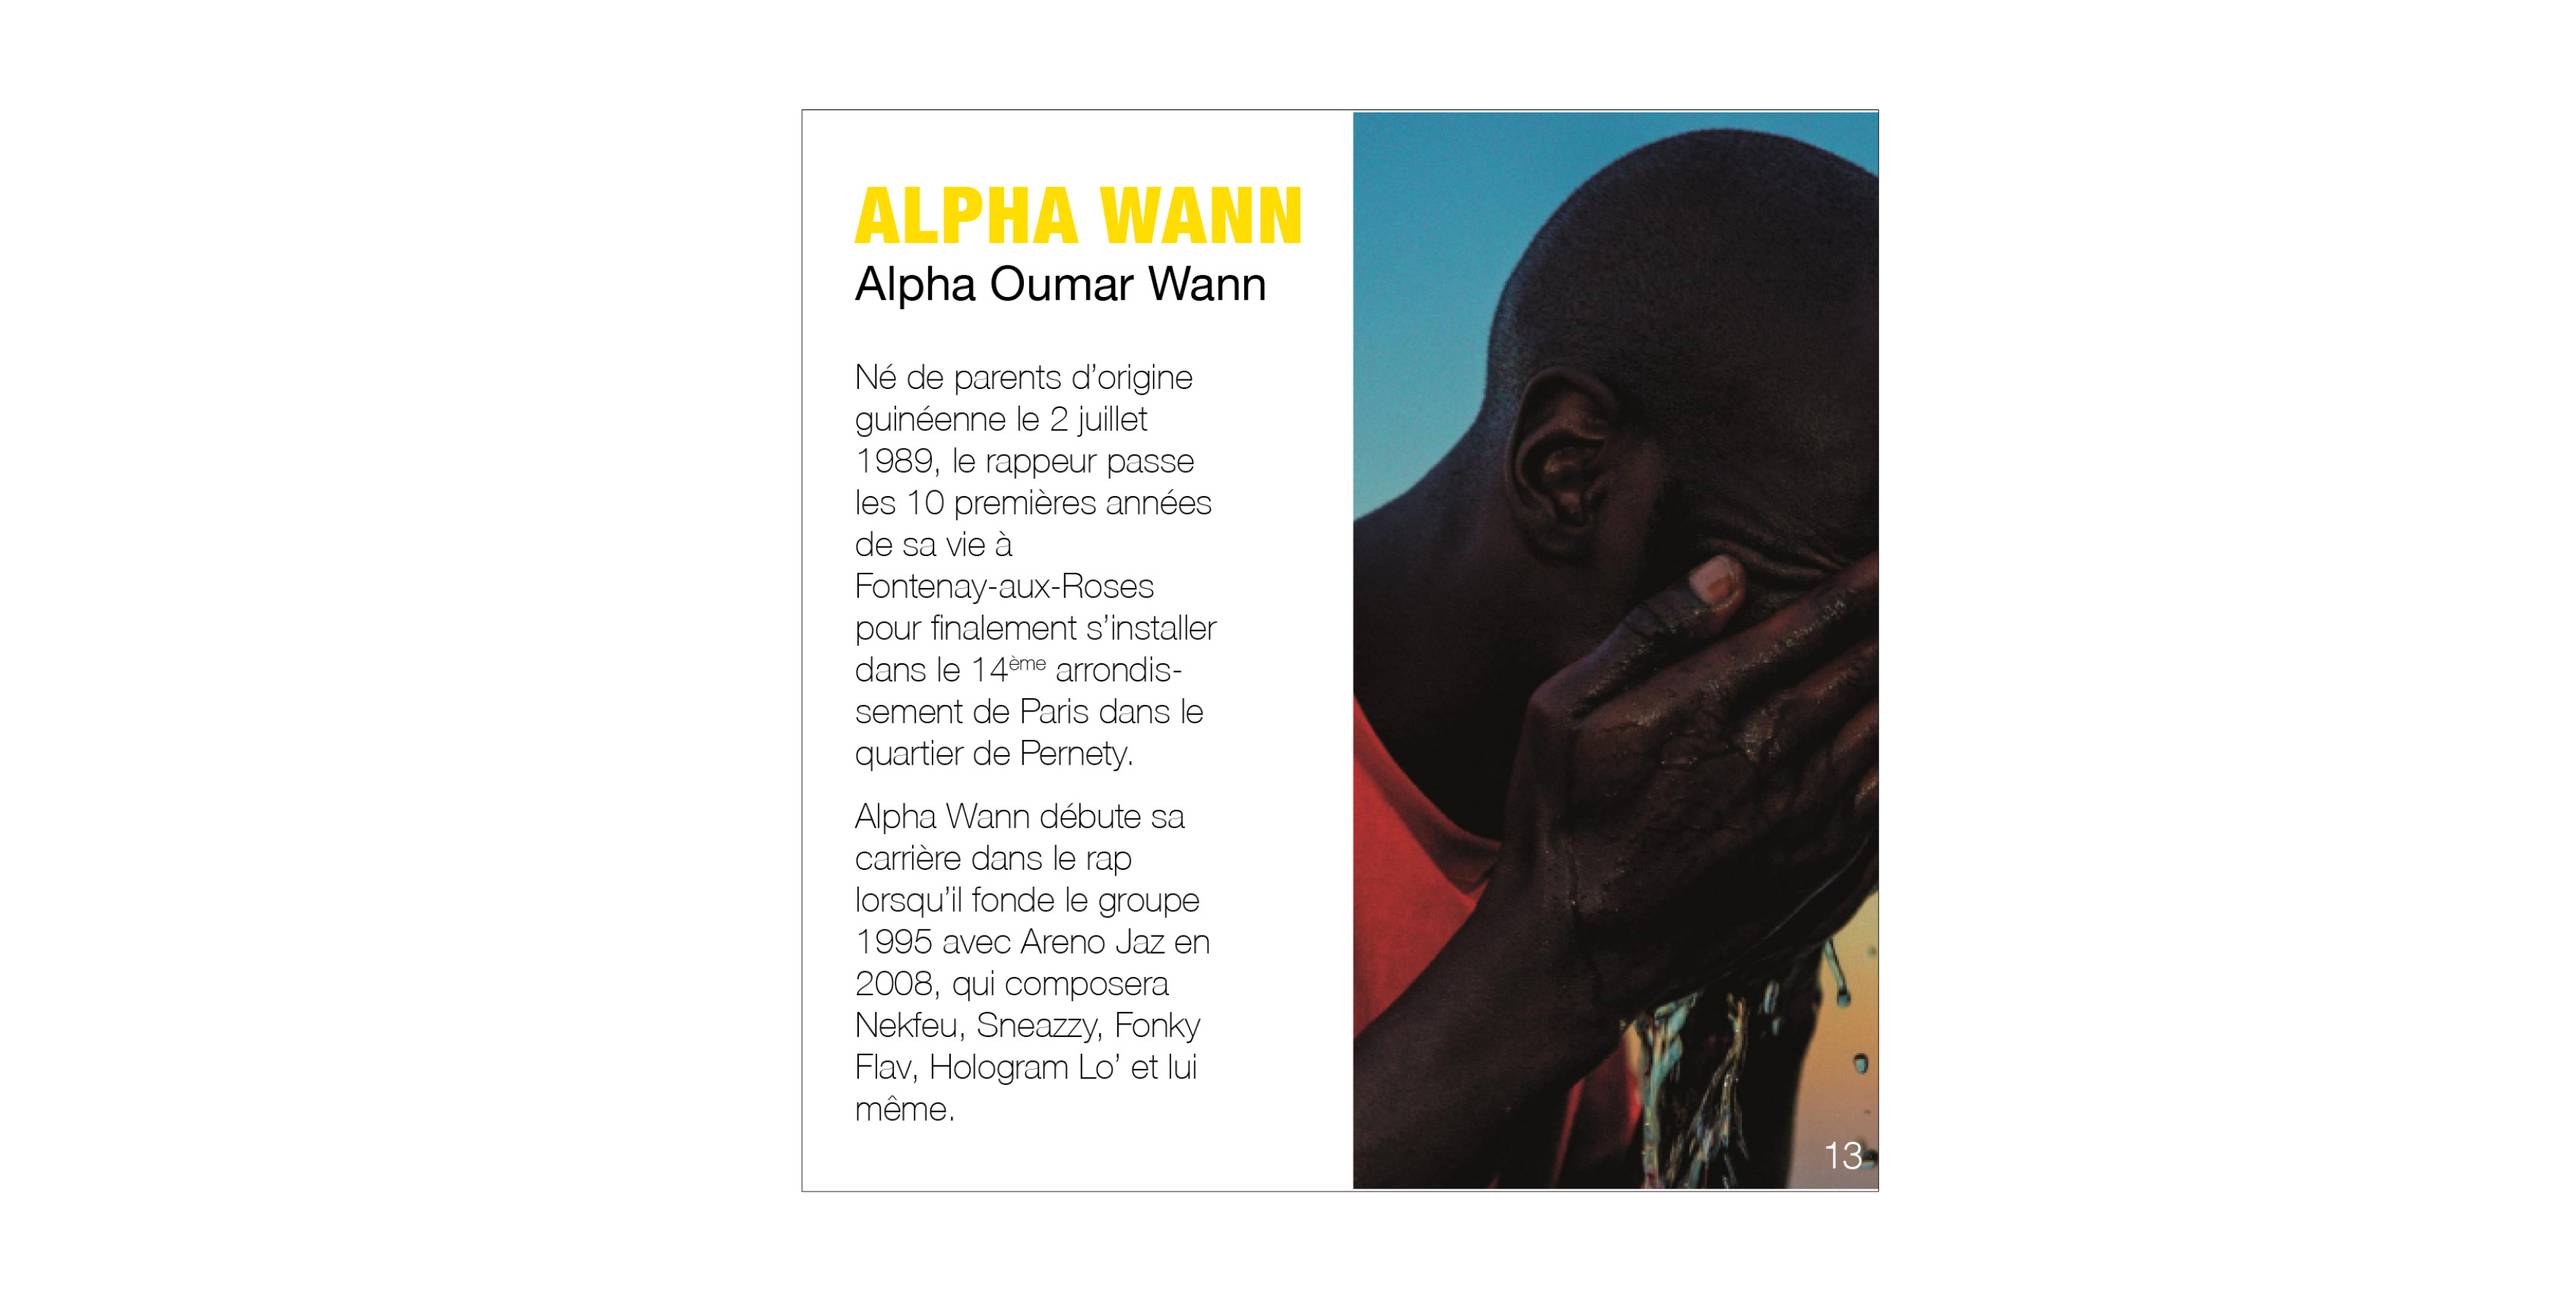 ALPHA WANN
Alpha Oumar Wann
Né de parents d’origine
guinéenne le 2 juillet
1989, le rappeur passe
les 10 premières années
de sa vie à
Fontenay-aux-Roses
pour finalement s’installer
dans le 14ème arrondis-
sement de Paris dans le
quartier de Pernety.
Alpha Wann débute sa
carrière dans le rap
lorsqu’il fonde le groupe
1995 avec Areno Jaz en
2008, qui composera
Nekfeu, Sneazzy, Fonky
Flav, Hologram Lo’ et lui
même.
13